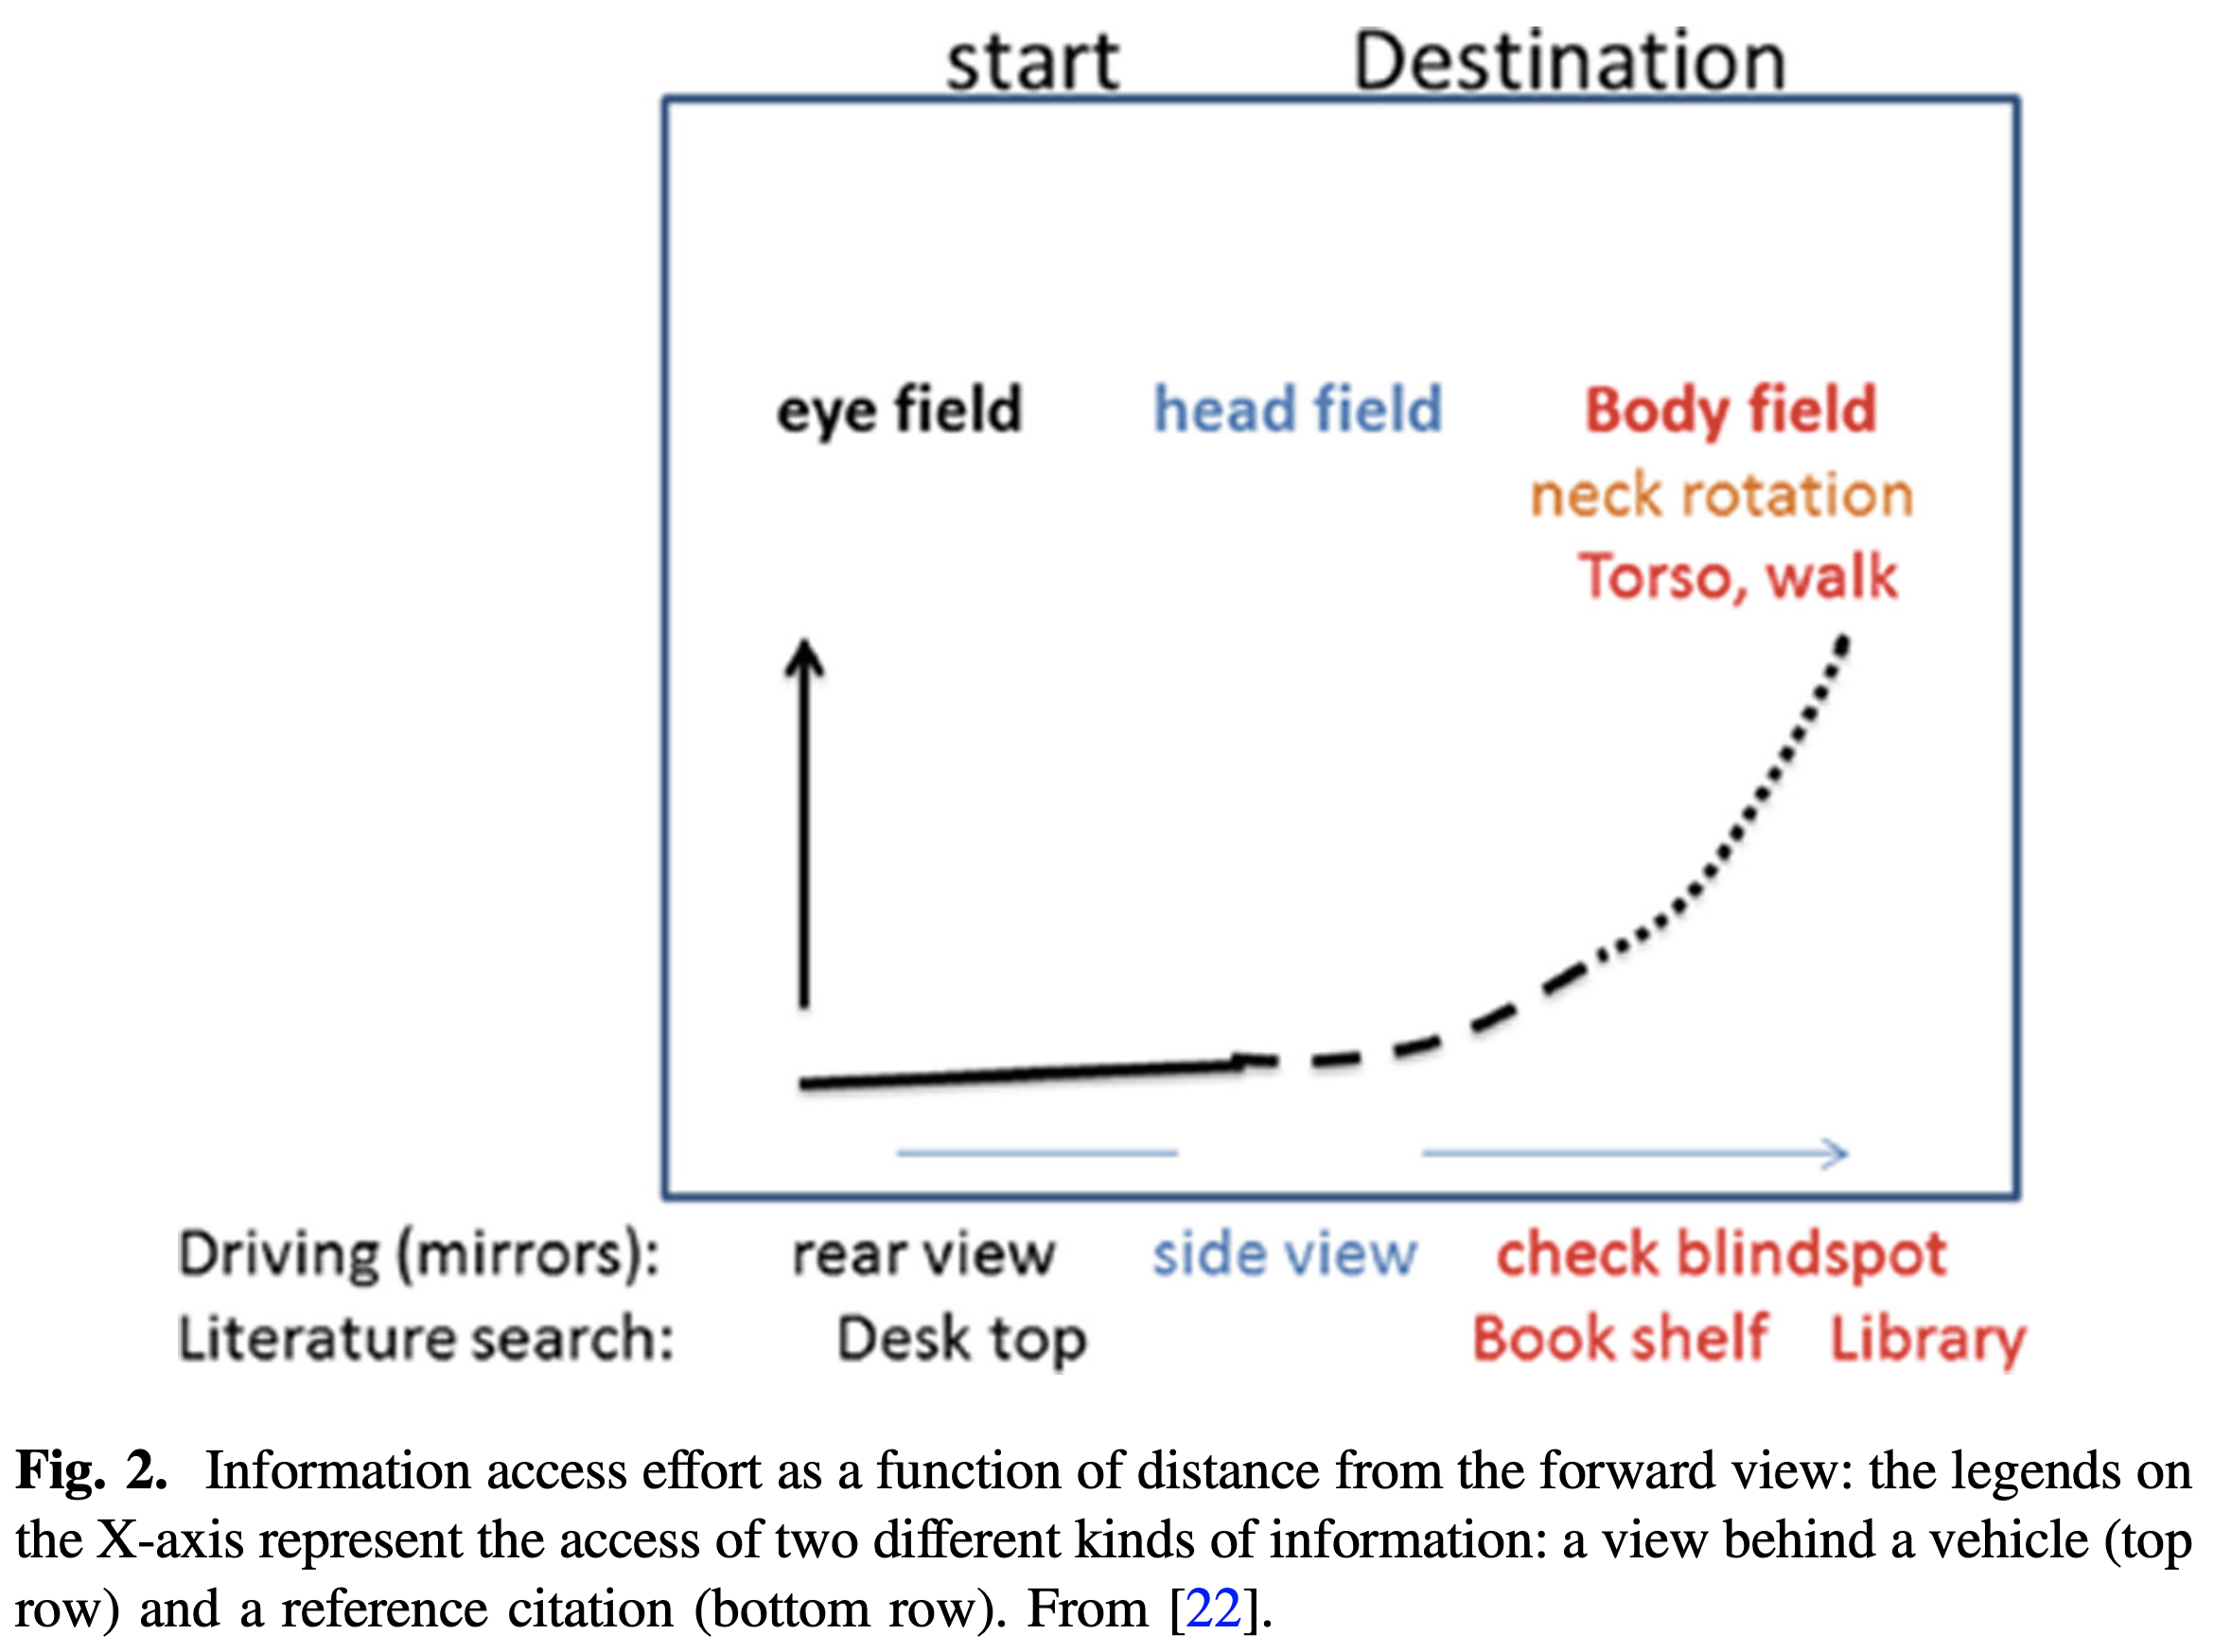 start Destination
eye field head field Body field
neck rotation
Torso, walk
Driving (mirrors): rear view side view check blindspot
Literature search: Desk top Book shelf Library
Fig. 2. Information access effort as a function of distance from the forward view: the legends on
the X-axis represent the access of two different kinds of information: a view behind a vehicle (top
row) and a reference citation (bottom row). From [22].